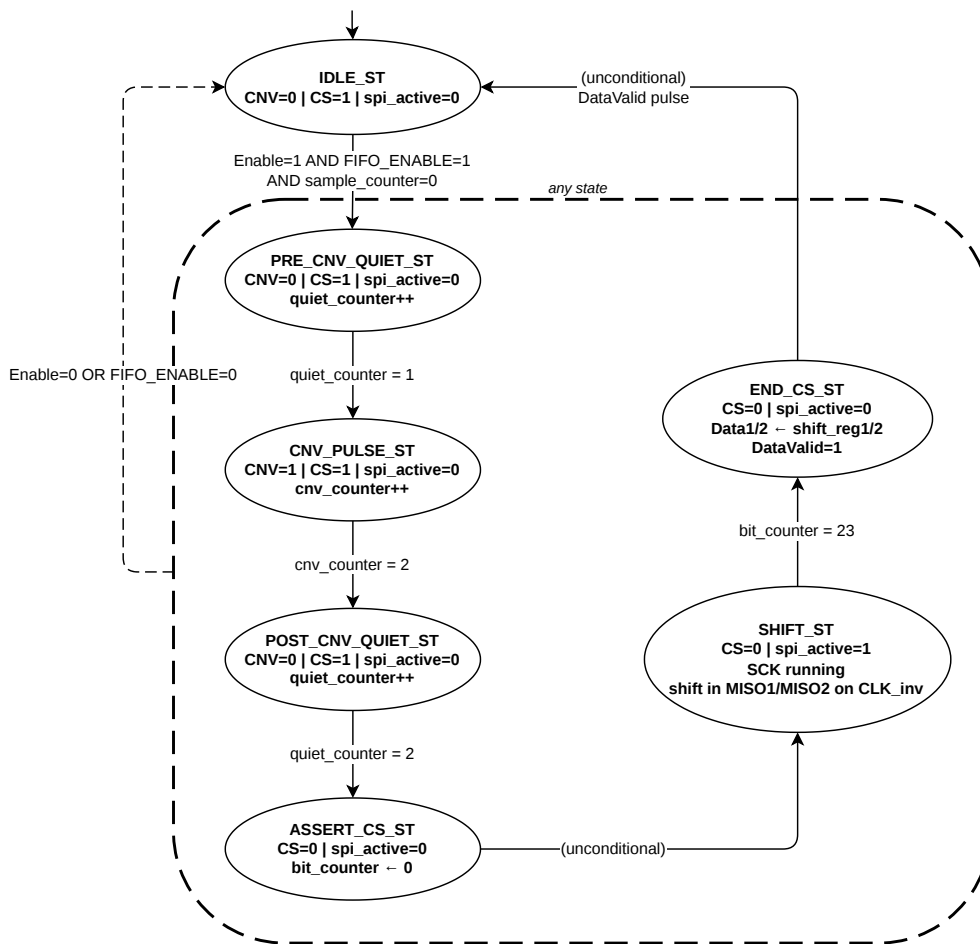 IDLE_ST
CNV=0 | CS=1 | spi_active=0
(unconditional)
DataValid pulse
Enable=1 AND FIFO_ENABLE=1
AND sample_counter=0
any state
PRE_CNV_QUIET_ST
CNV=0 | CS=1 | spi_active=0
quiet_counter++
Enable=0 OR FIFO_ENABLE=0
quiet_counter = 1
CNV_PULSE_ST
CNV=1 | CS=1 | spi_active=0
cnv_counter++
cnv_counter = 2
POST_CNV_QUIET_ST
CNV=0 | CS=1 | spi_active=0
quiet_counter++
quiet_counter = 2
ASSERT_CS_ST
CS=0 | spi_active=0
bit_counter ← 0
(unconditional)
SHIFT_ST
CS=0 | spi_active=1
SCK running
shift in MISO1/MISO2 on CLK_inv
bit_counter = 23
END_CS_ST
CS=0 | spi_active=0
Data1/2 ← shift_reg1/2
DataValid=1